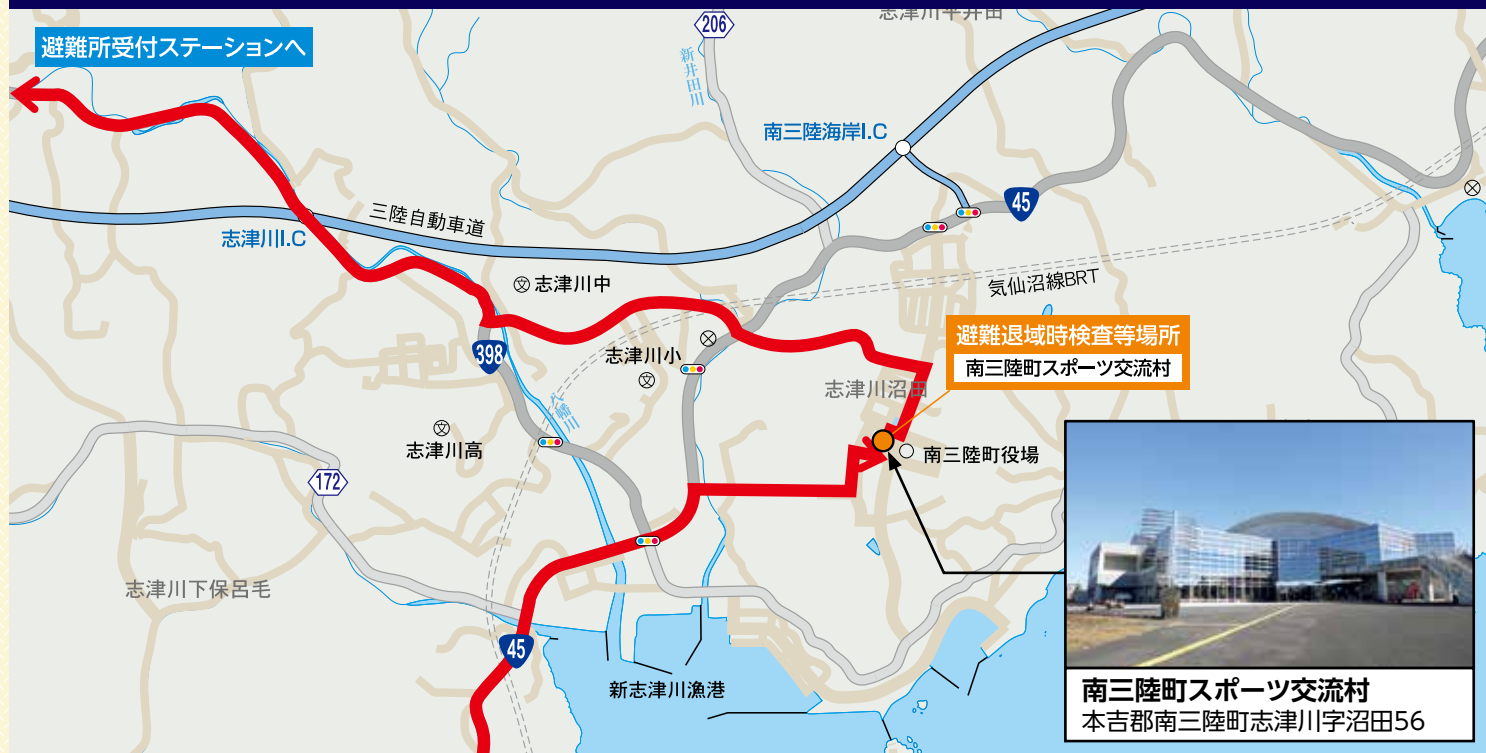 志津川平井田
206
避難所受付ステーションへ
新井田川
南三陸海岸I.C
45
三陸自動車道
志津川I.C
志津川中
気仙沼線BRT
避難退域時検査等場所
南三陸町スポーツ交流村
398
志津川小
志津川沼田
八幡川
志津川高
南三陸町役場
172
志津川下保呂毛
45
新志津川漁港
南三陸町スポーツ交流村
本吉郡南三陸町志津川字沼田56